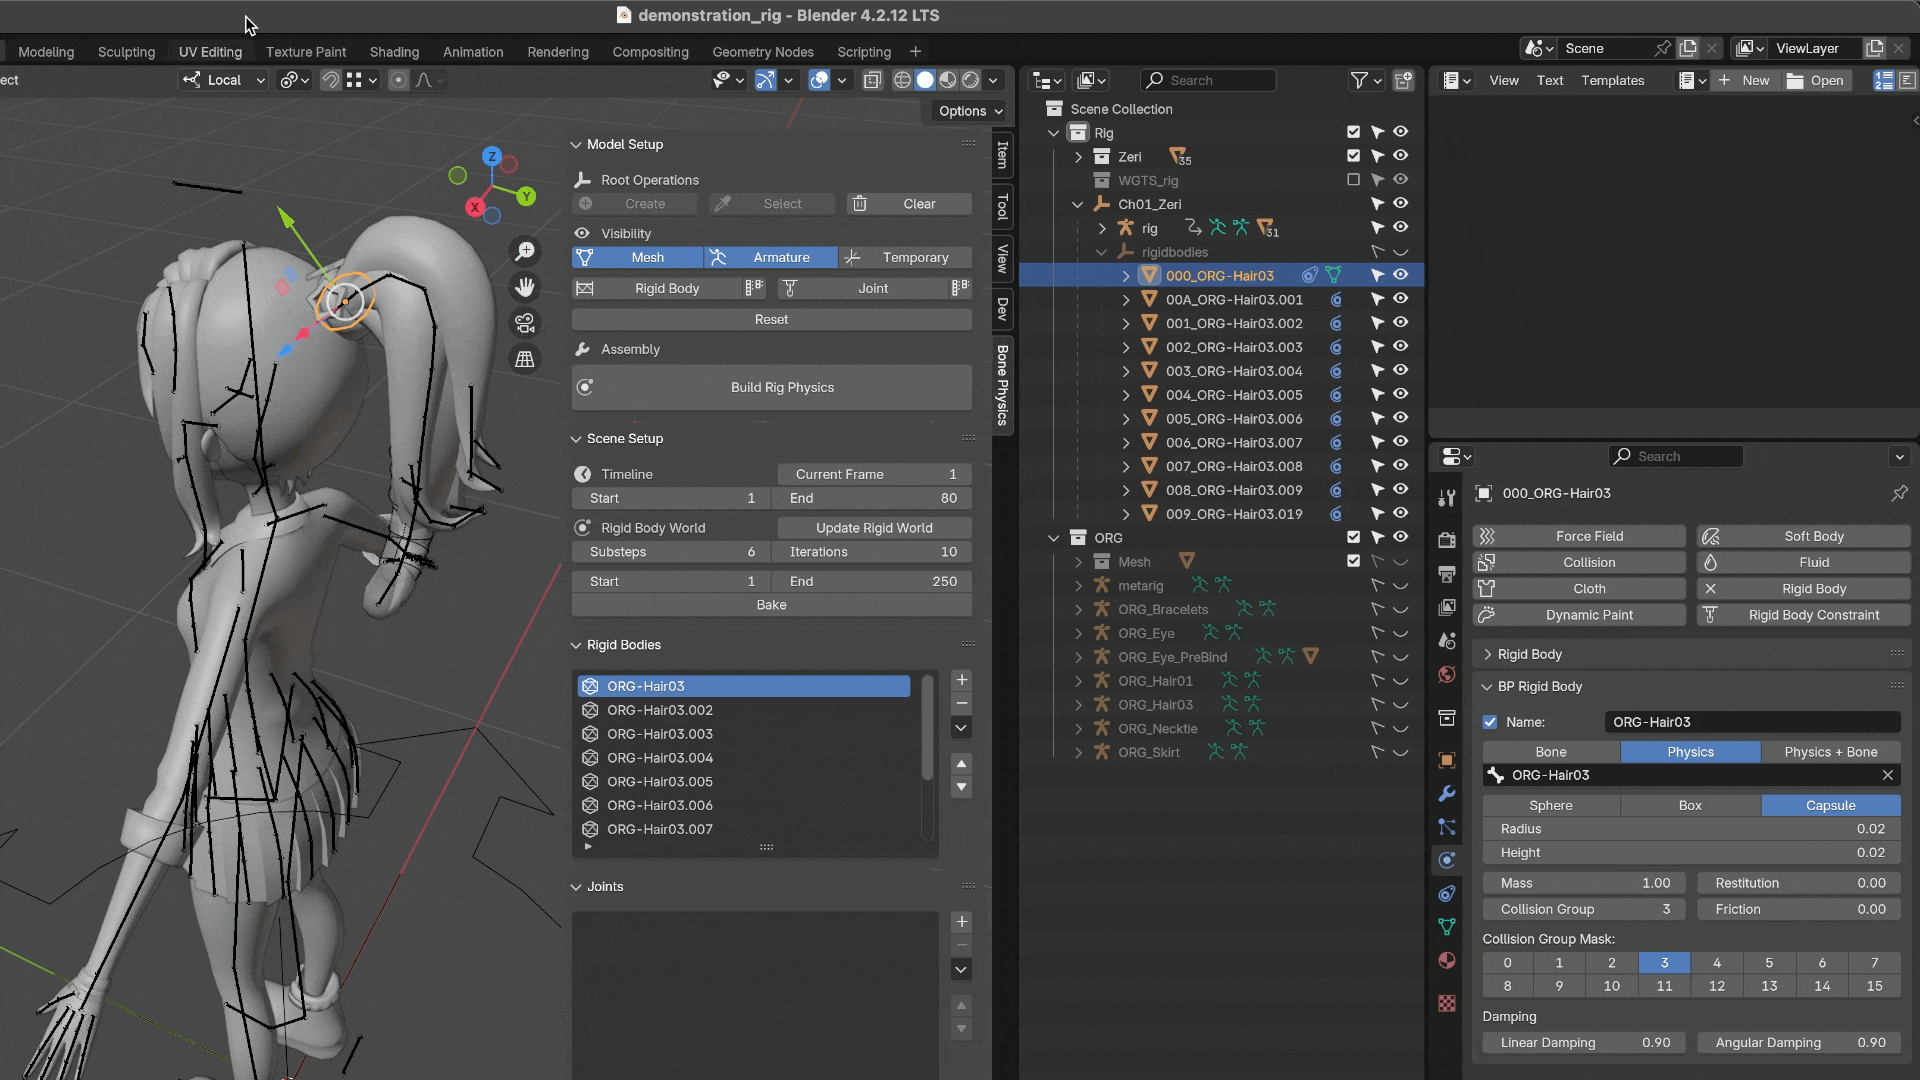 demonstration_rig - Blender 4.2.12 LTS
Modeling Sculpting UV Editing Texture Paint Shading Animation Rendering Compositing Geometry Nodes Scripting + Scene ViewLayer
ect Local Search View Text Templates New Open
Options
Item
Tool
View
Dev
Bone Physics
Z
Y
X
Model Setup
Root Operations
Create Select Clear
Visibility
Mesh Armature Temporary
Rigid Body Joint
Reset
Assembly
Build Rig Physics
Scene Setup
Timeline Current Frame 1
Start 1 End 80
Rigid Body World Update Rigid World
Substeps 6 Iterations 10
Start 1 End 250
Bake
Rigid Bodies
ORG-Hair03
ORG-Hair03.002
ORG-Hair03.003
ORG-Hair03.004
ORG-Hair03.005
ORG-Hair03.006
ORG-Hair03.007
Joints
Scene Collection
Rig
Zeri 35
WGTS_rig
Ch01_Zeri
rig 31
rigidbodies
000_ORG-Hair03
00A_ORG-Hair03.001
001_ORG-Hair03.002
002_ORG-Hair03.003
003_ORG-Hair03.004
004_ORG-Hair03.005
005_ORG-Hair03.006
006_ORG-Hair03.007
007_ORG-Hair03.008
008_ORG-Hair03.009
009_ORG-Hair03.019
ORG
Mesh
metarig
ORG_Bracelets
ORG_Eye
ORG_Eye_PreBind
ORG_Hair01
ORG_Hair03
ORG_Necktie
ORG_Skirt
Search
000_ORG-Hair03
Force Field Soft Body
Collision Fluid
Cloth Rigid Body
Dynamic Paint Rigid Body Constraint
Rigid Body
BP Rigid Body
Name: ORG-Hair03
Bone Physics Physics + Bone
ORG-Hair03
Sphere Box Capsule
Radius 0.02
Height 0.02
Mass 1.00 Restitution 0.00
Collision Group 3 Friction 0.00
Collision Group Mask:
0 1 2 3 4 5 6 7
8 9 10 11 12 13 14 15
Damping
Linear Damping 0.90 Angular Damping 0.90